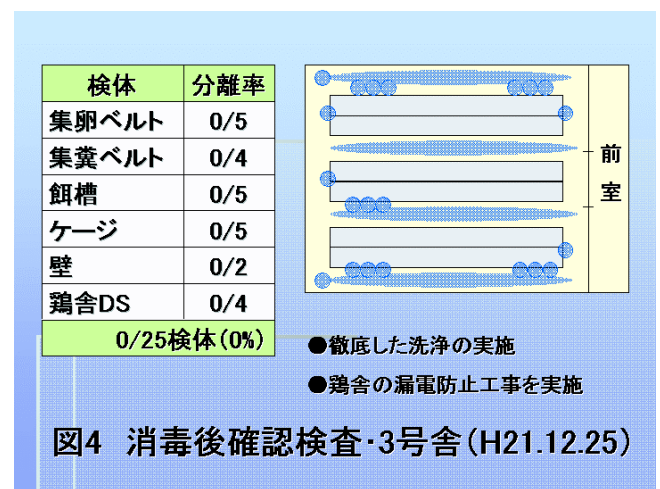 検体 分離率
集卵ベルト 0/5
集糞ベルト 0/4
餌槽 0/5
ケージ 0/5
壁 0/2
鶏舎DS 0/4
0/25検体(0%)
前
室
●徹底した洗浄の実施
●鶏舎の漏電防止工事を実施
図4 消毒後確認検査・3号舎(H21.12.25)